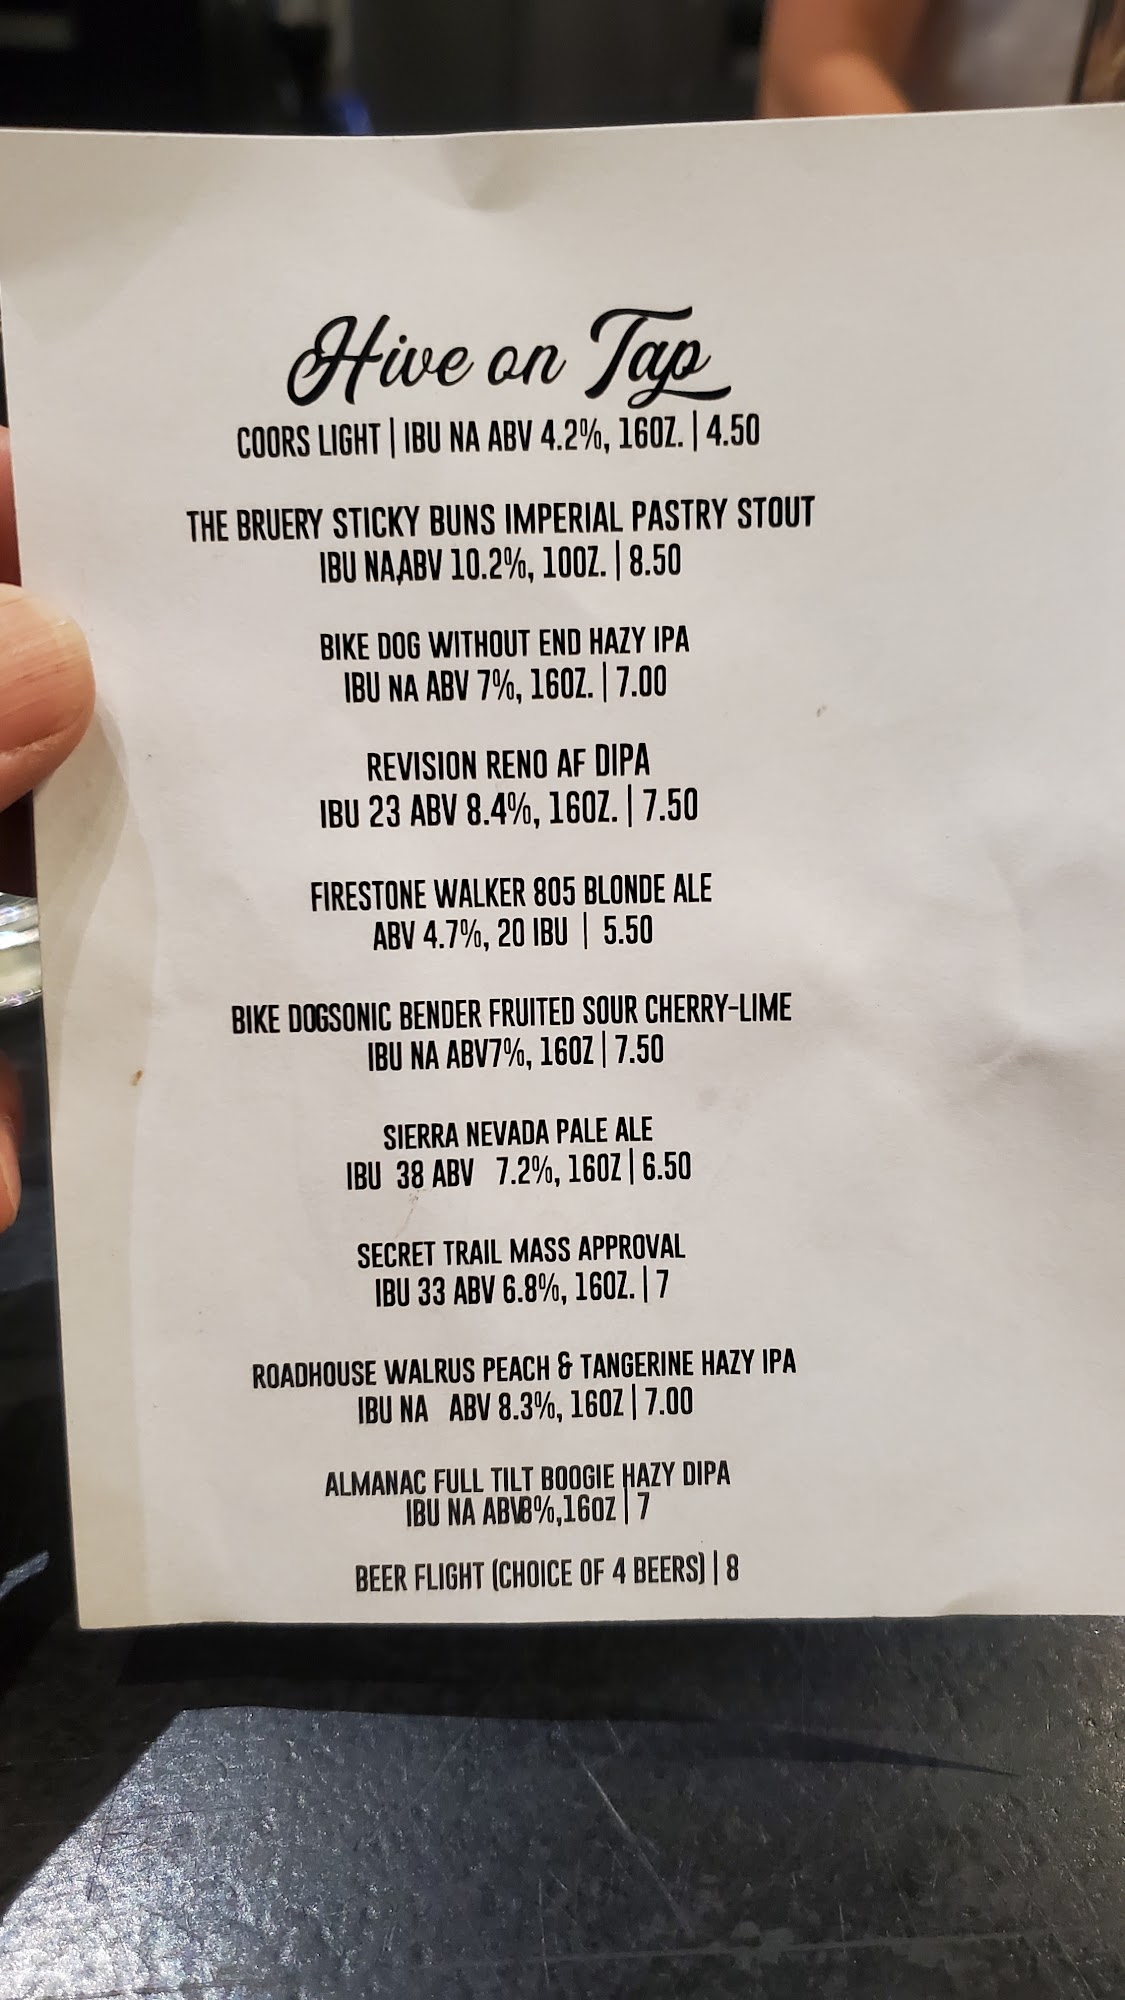 Hive on Tap
COORS LIGHT | IBU NA ABV 4.2%, 16OZ. | 4.50
THE BRUERY STICKY BUNS IMPERIAL PASTRY STOUT
IBU NA,ABV 10.2%, 10OZ. | 8.50
BIKE DOG WITHOUT END HAZY IPA
IBU NA ABV 7%, 16OZ. | 7.00
REVISION RENO AF DIPA
IBU 23 ABV 8.4%, 16OZ. | 7.50
FIRESTONE WALKER 805 BLONDE ALE
ABV 4.7%, 20 IBU | 5.50
BIKE DOGSONIC BENDER FRUITED SOUR CHERRY-LIME
IBU NA ABV7%, 16OZ | 7.50
SIERRA NEVADA PALE ALE
IBU 38 ABV 7.2%, 16OZ | 6.50
SECRET TRAIL MASS APPROVAL
IBU 33 ABV 6.8%, 16OZ. | 7
ROADHOUSE WALRUS PEACH & TANGERINE HAZY IPA
IBU NA ABV 8.3%, 16OZ | 7.00
ALMANAC FULL TILT BOOGIE HAZY DIPA
IBU NA ABV8%,16OZ | 7
BEER FLIGHT (CHOICE OF 4 BEERS) | 8